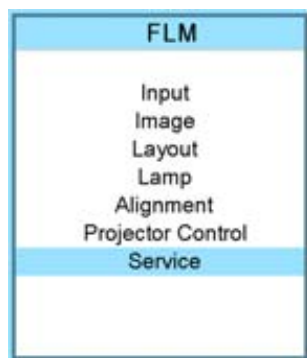 FLM
Input
Image
Layout
Lamp
Alignment
Projector Control
Service